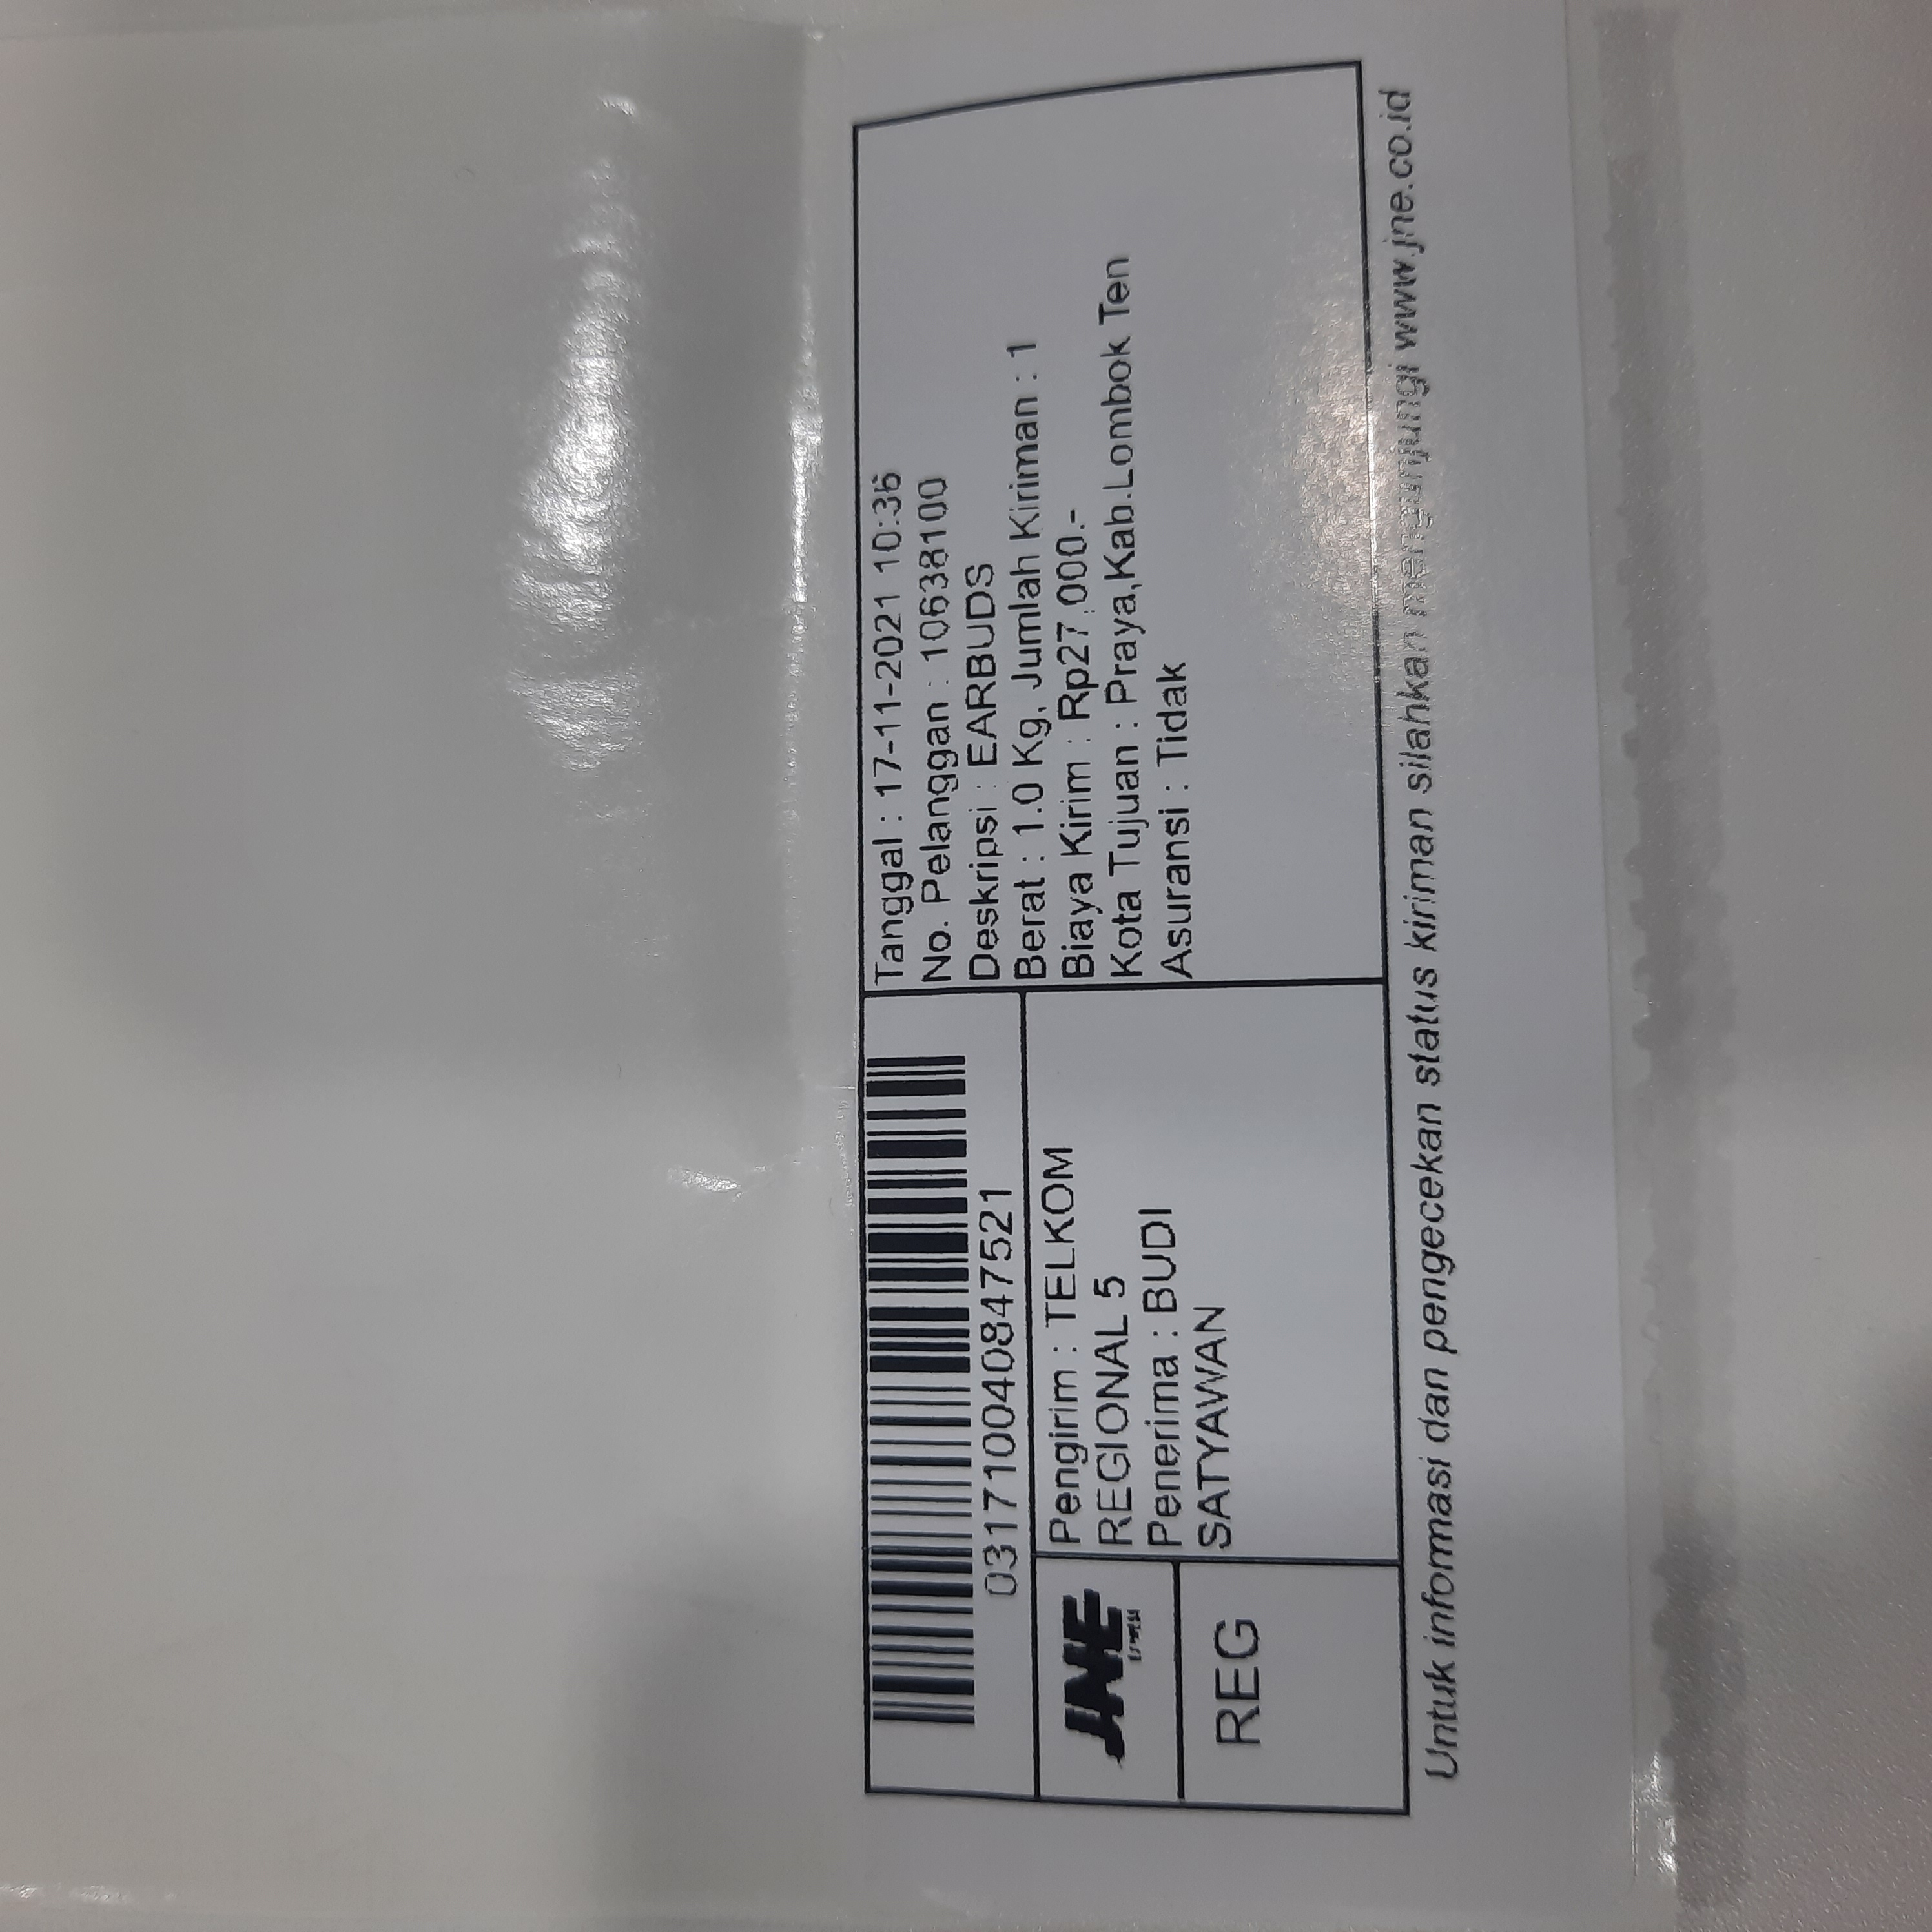 031710040847521
JNE
REG
Pengirim : TELKOM
REGIONAL 5
Penerima : BUDI
SATYAWAN
Tanggal : 17-11-2021 10:36
No. Pelanggan : 10638100
Deskripsi : EARBUDS
Berat : 1.0 Kg, Jumlah Kiriman : 1
Biaya Kirim : Rp27,000.-
Kota Tujuan : Praya,Kab.Lombok Ten
Asuransi : Tidak
Untuk informasi dan pengecekan status kiriman silahkan mengunjungi www.jne.co.id